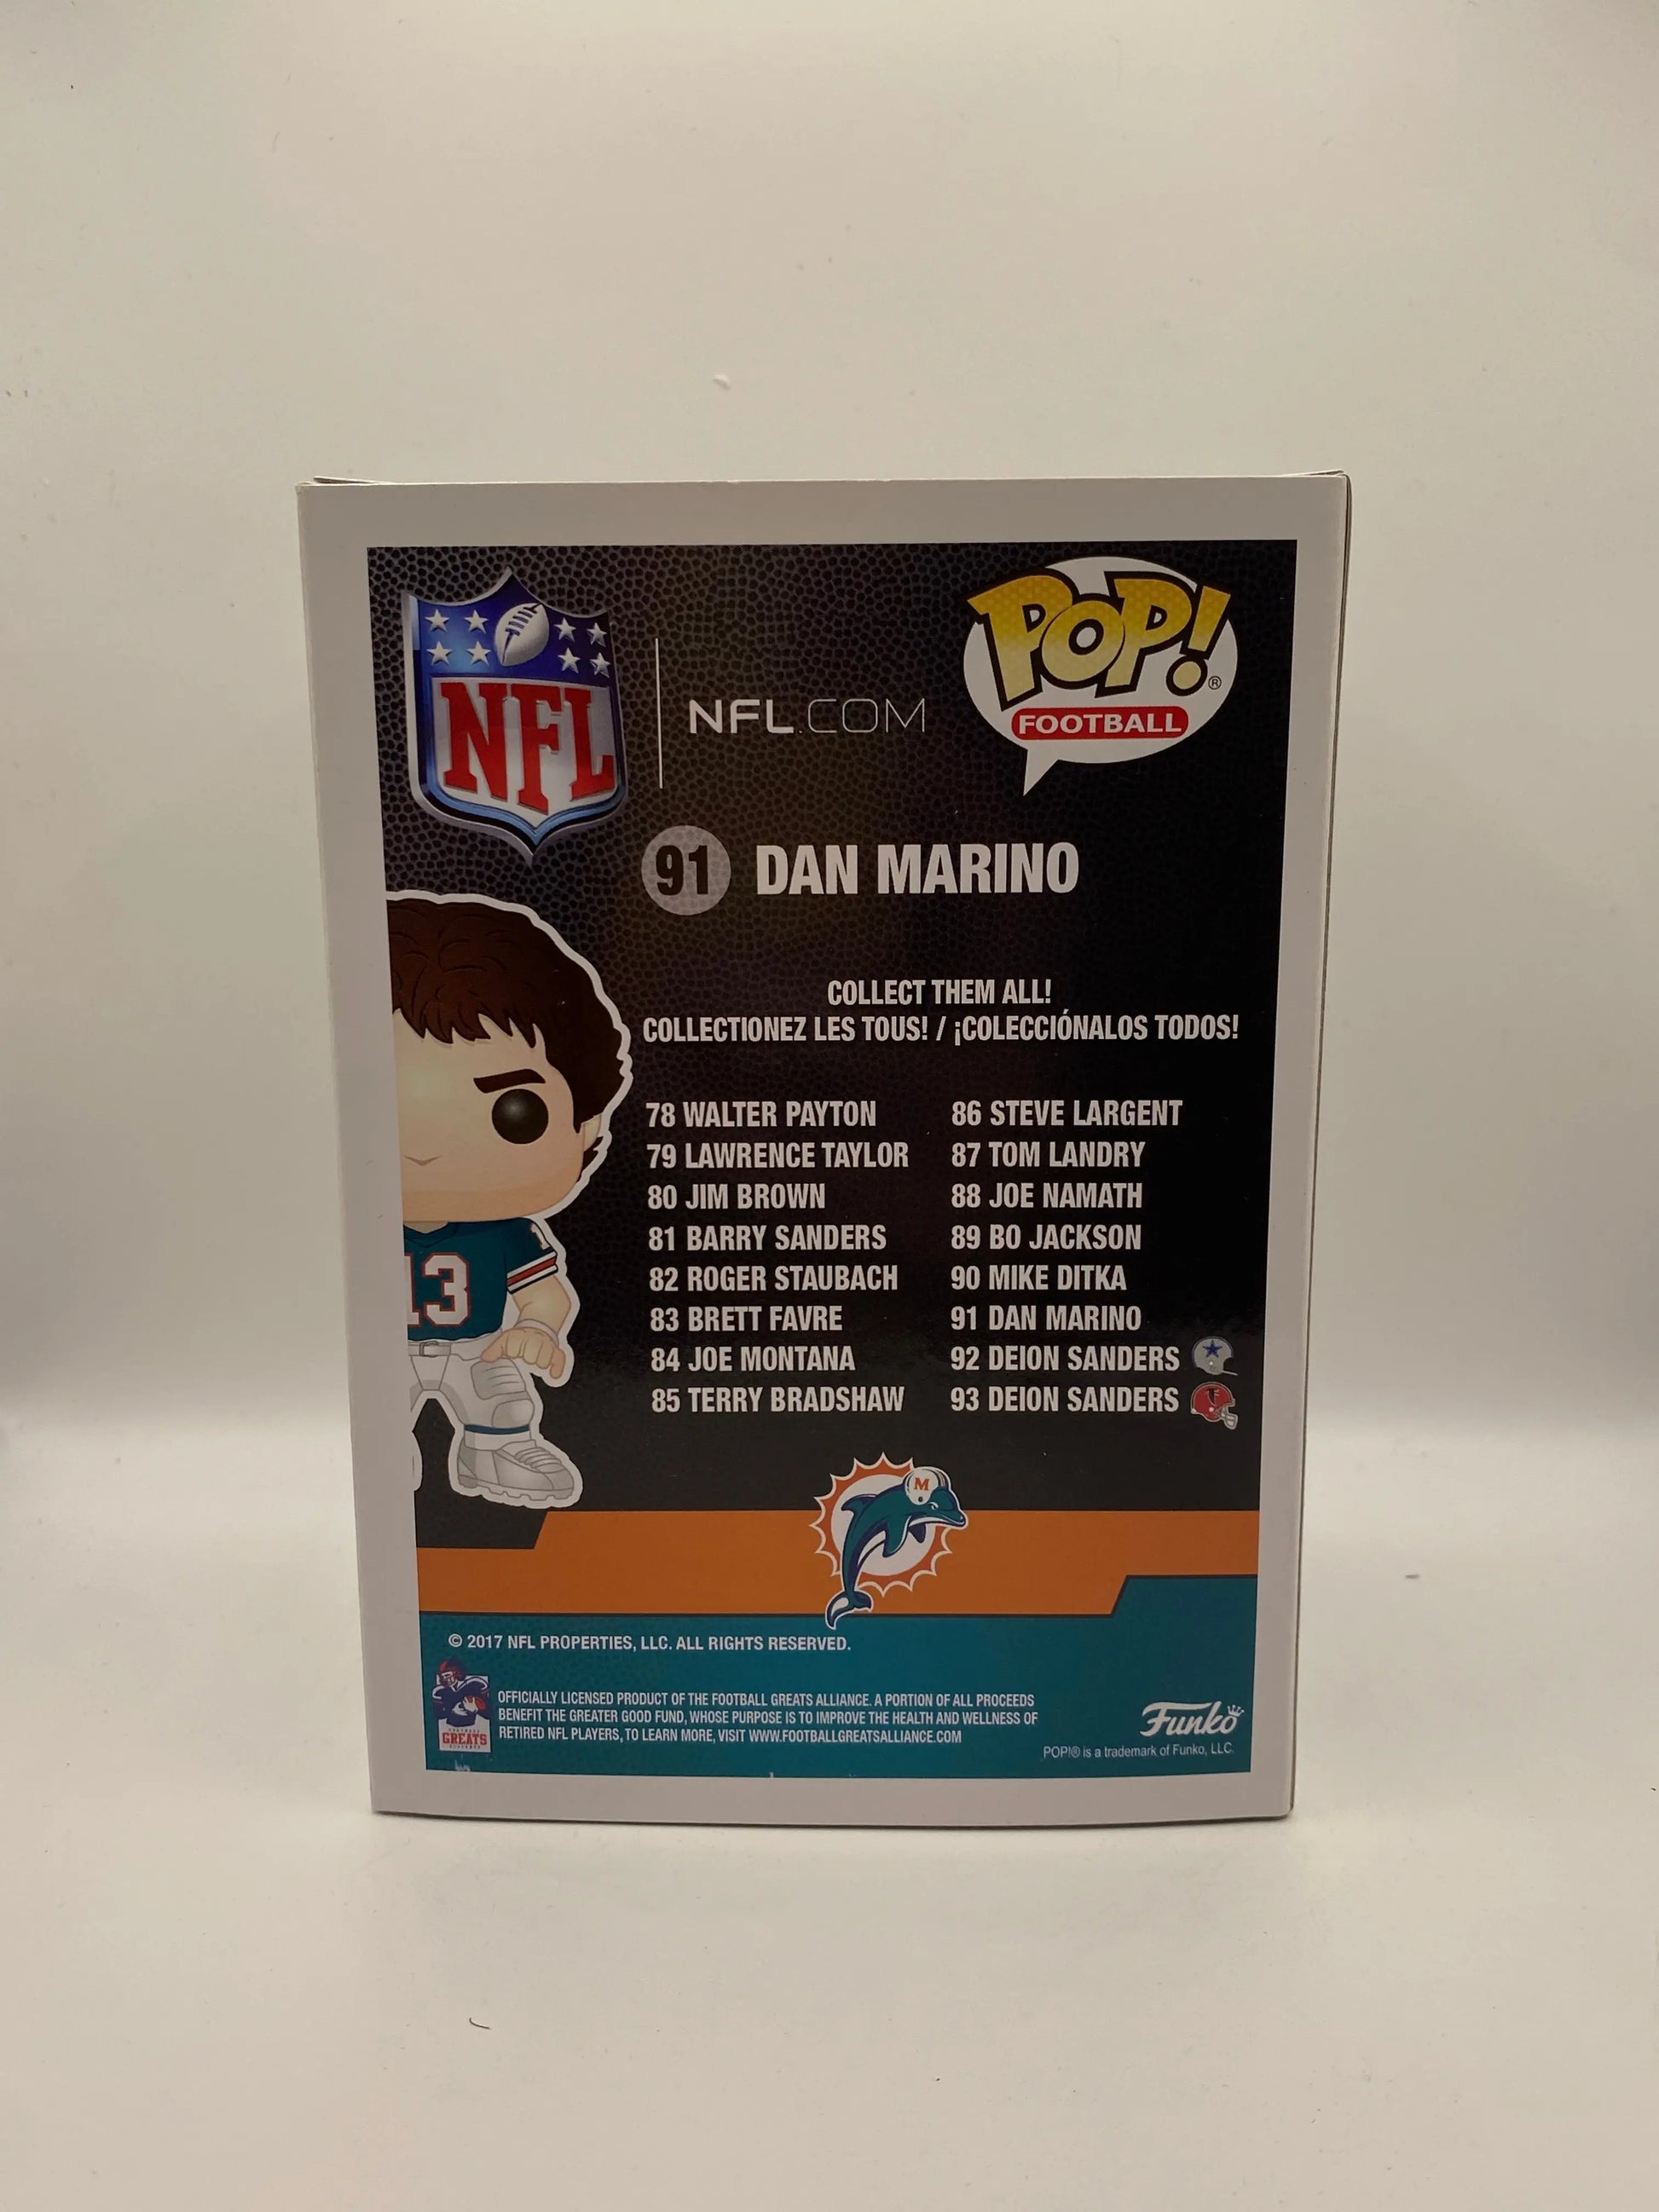 NFL
NFL.COM
POP!®
FOOTBALL
91 DAN MARINO
COLLECT THEM ALL!
COLLECTIONEZ LES TOUS! / ¡COLECCIÓNALOS TODOS!
78 WALTER PAYTON
79 LAWRENCE TAYLOR
80 JIM BROWN
81 BARRY SANDERS
82 ROGER STAUBACH
83 BRETT FAVRE
84 JOE MONTANA
85 TERRY BRADSHAW
86 STEVE LARGENT
87 TOM LANDRY
88 JOE NAMATH
89 BO JACKSON
90 MIKE DITKA
91 DAN MARINO
92 DEION SANDERS
93 DEION SANDERS
13
1
M
© 2017 NFL PROPERTIES, LLC. ALL RIGHTS RESERVED.
GREATS
OFFICIALLY LICENSED PRODUCT OF THE FOOTBALL GREATS ALLIANCE. A PORTION OF ALL PROCEEDS
BENEFIT THE GREATER GOOD FUND, WHOSE PURPOSE IS TO IMPROVE THE HEALTH AND WELLNESS OF
RETIRED NFL PLAYERS, TO LEARN MORE, VISIT WWW.FOOTBALLGREATSALLIANCE.COM
Funko
POP!® is a trademark of Funko, LLC.